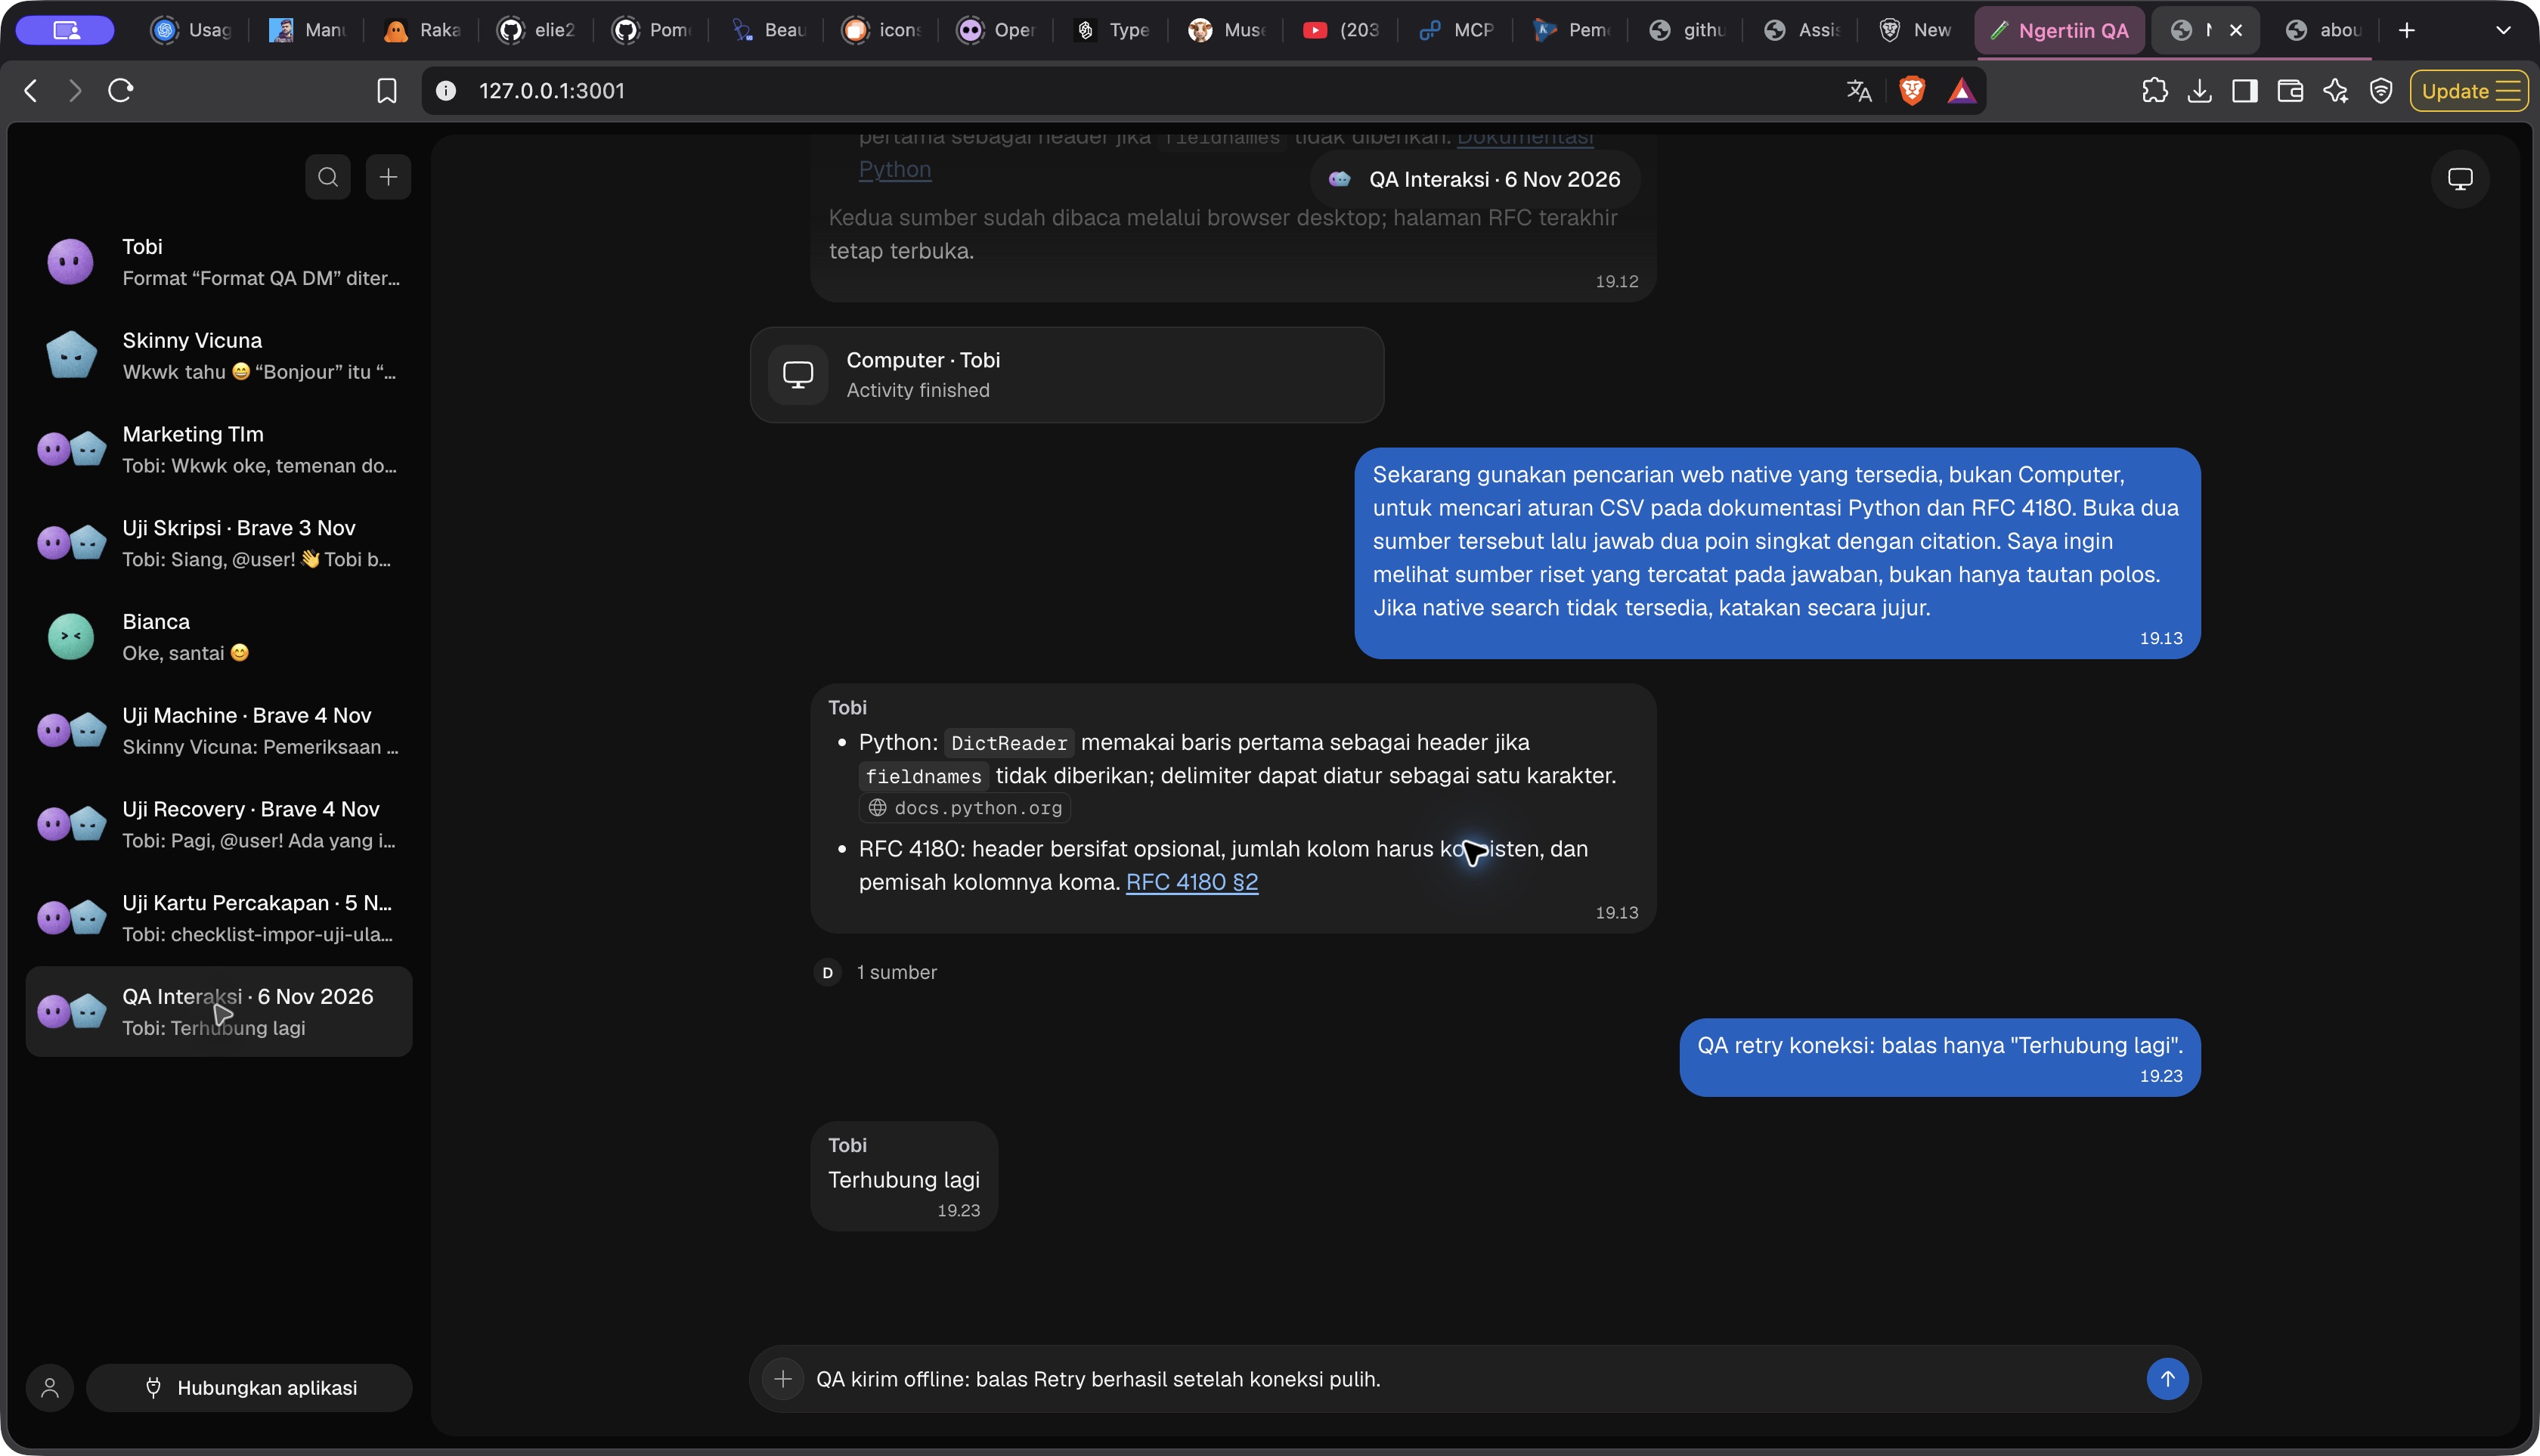 Usag
Manu
Raka
elie2
Pom
Beau
icons
Oper
Type
Muse
(203
MCP
Peme
githu
Assis
New
Ngertiin QA
abou
127.0.0.1:3001
Update
Tobi
Format “Format QA DM” diter...
Skinny Vicuna
Wkwk tahu 😄 “Bonjour” itu “...
Marketing TIm
Tobi: Wkwk oke, temenan do...
Uji Skripsi · Brave 3 Nov
Tobi: Siang, @user! 👋 Tobi b...
Bianca
Oke, santai 😊
Uji Machine · Brave 4 Nov
Skinny Vicuna: Pemeriksaan ...
Uji Recovery · Brave 4 Nov
Tobi: Pagi, @user! Ada yang i...
Uji Kartu Percakapan · 5 N...
Tobi: checklist-impor-uji-ula...
QA Interaksi · 6 Nov 2026
Tobi: Terhubung lagi
Hubungkan aplikasi
QA Interaksi · 6 Nov 2026
pertama sebagai header jika fieldnames tidak diberikan. Dokumentasi
Python
Kedua sumber sudah dibaca melalui browser desktop; halaman RFC terakhir
tetap terbuka.
19.12
Computer · Tobi
Activity finished
Sekarang gunakan pencarian web native yang tersedia, bukan Computer,
untuk mencari aturan CSV pada dokumentasi Python dan RFC 4180. Buka dua
sumber tersebut lalu jawab dua poin singkat dengan citation. Saya ingin
melihat sumber riset yang tercatat pada jawaban, bukan hanya tautan polos.
Jika native search tidak tersedia, katakan secara jujur.
19.13
Tobi
• Python: DictReader memakai baris pertama sebagai header jika
fieldnames tidak diberikan; delimiter dapat diatur sebagai satu karakter.
docs.python.org
• RFC 4180: header bersifat opsional, jumlah kolom harus konsisten, dan
pemisah kolomnya koma. RFC 4180 §2
19.13
D 1 sumber
QA retry koneksi: balas hanya "Terhubung lagi".
19.23
Tobi
Terhubung lagi
19.23
QA kirim offline: balas Retry berhasil setelah koneksi pulih.